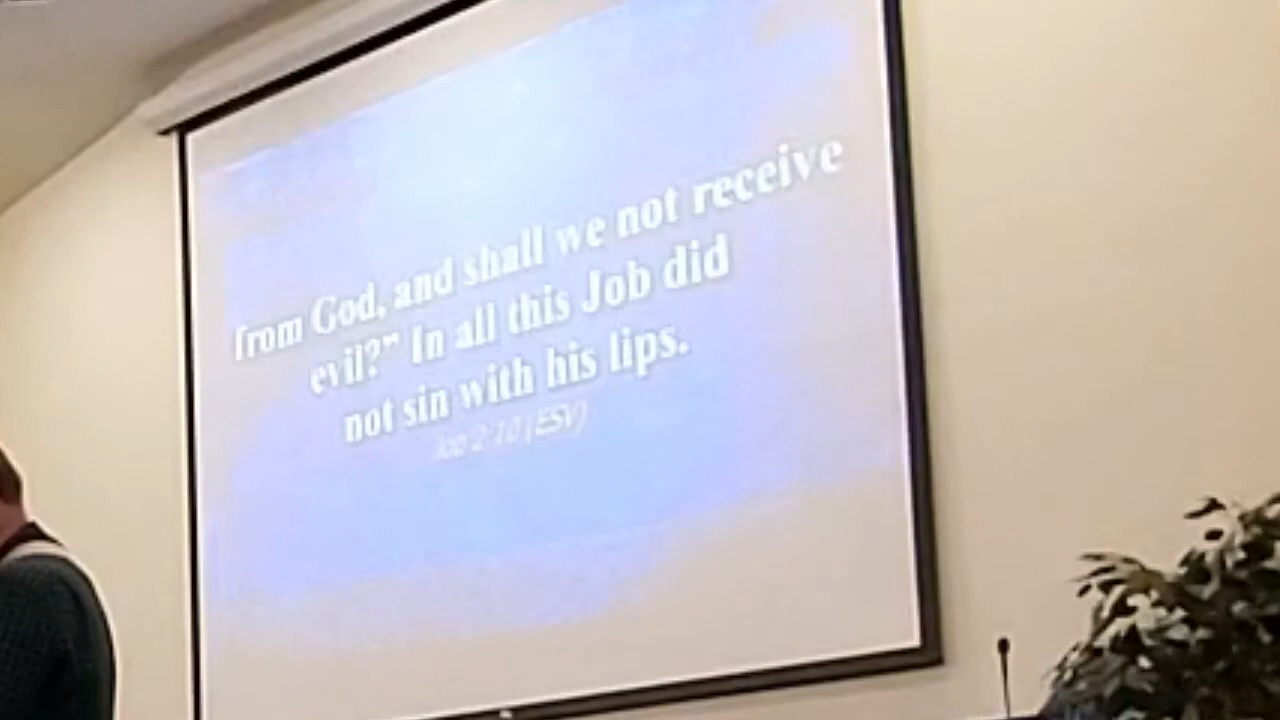 from God, and shall we not receive
evil?" In all this Job did
not sin with his lips.
Job 2:10 (ESV)